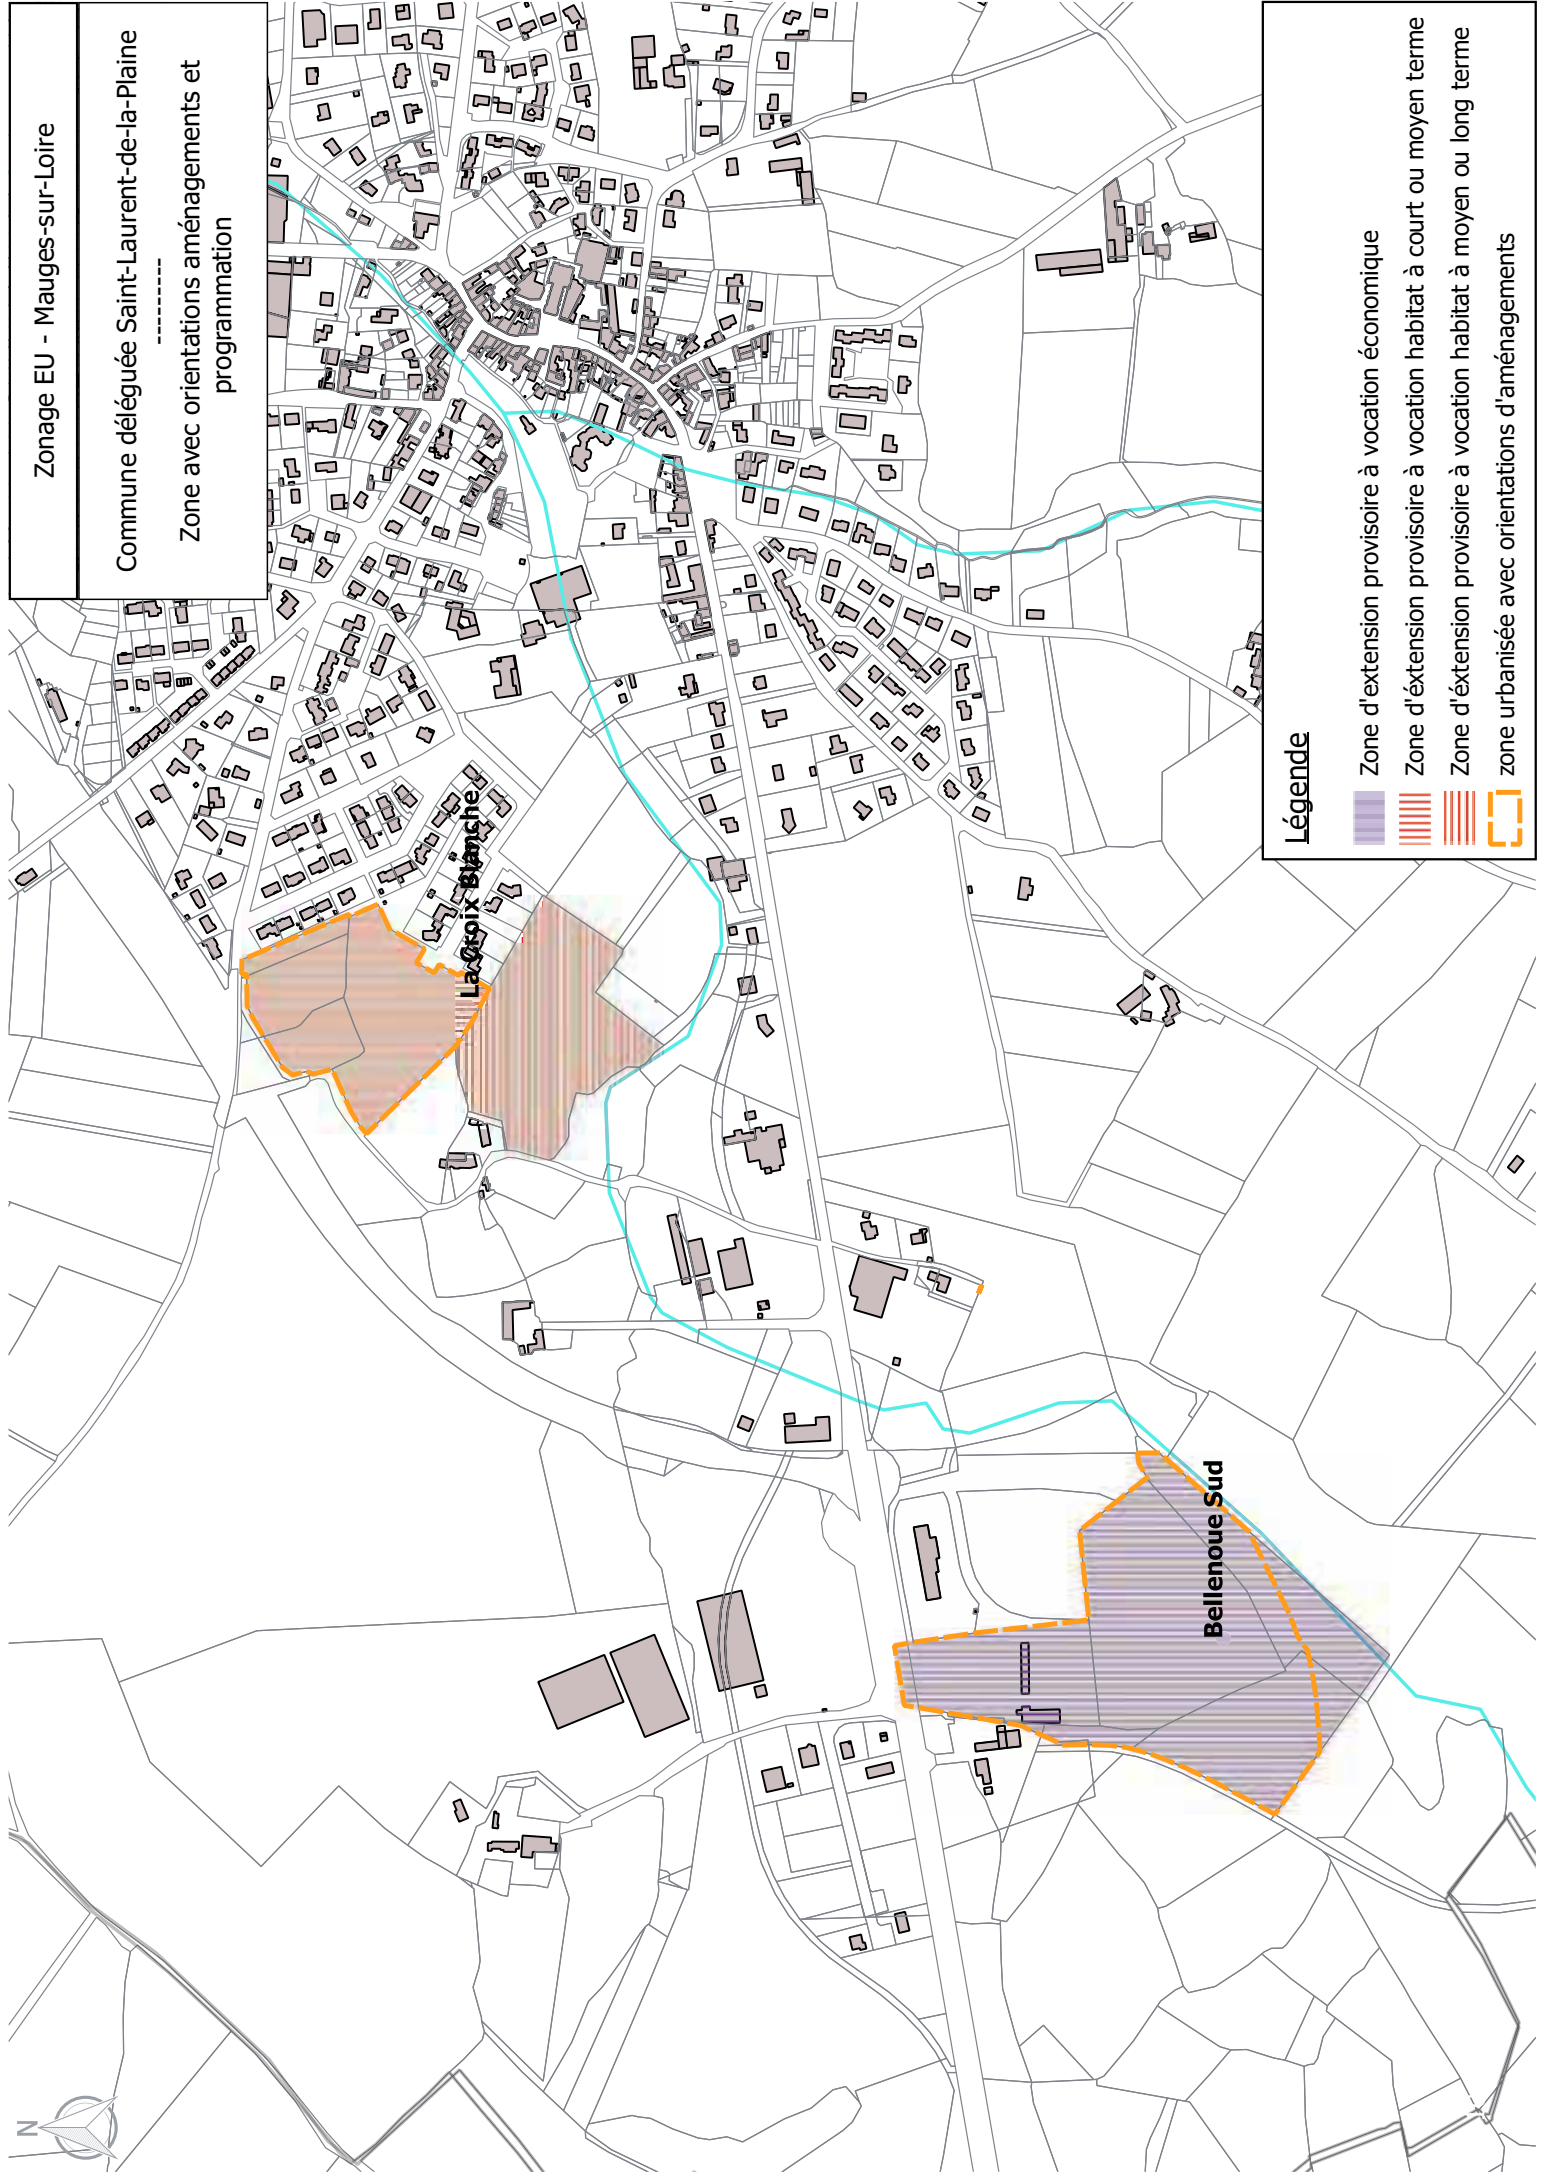 Zonage EU - Mauges-sur-Loire
Commune déléguée Saint-Laurent-de-la-Plaine
----------
Zone avec orientations aménagements et
programmation
La Croix Blanche
Bellenoue Sud
N
Légende
Zone d'extension provisoire à vocation économique
Zone d'éxtension provisoire à vocation habitat à court ou moyen terme
Zone d'éxtension provisoire à vocation habitat à moyen ou long terme
zone urbanisée avec orientations d'aménagements